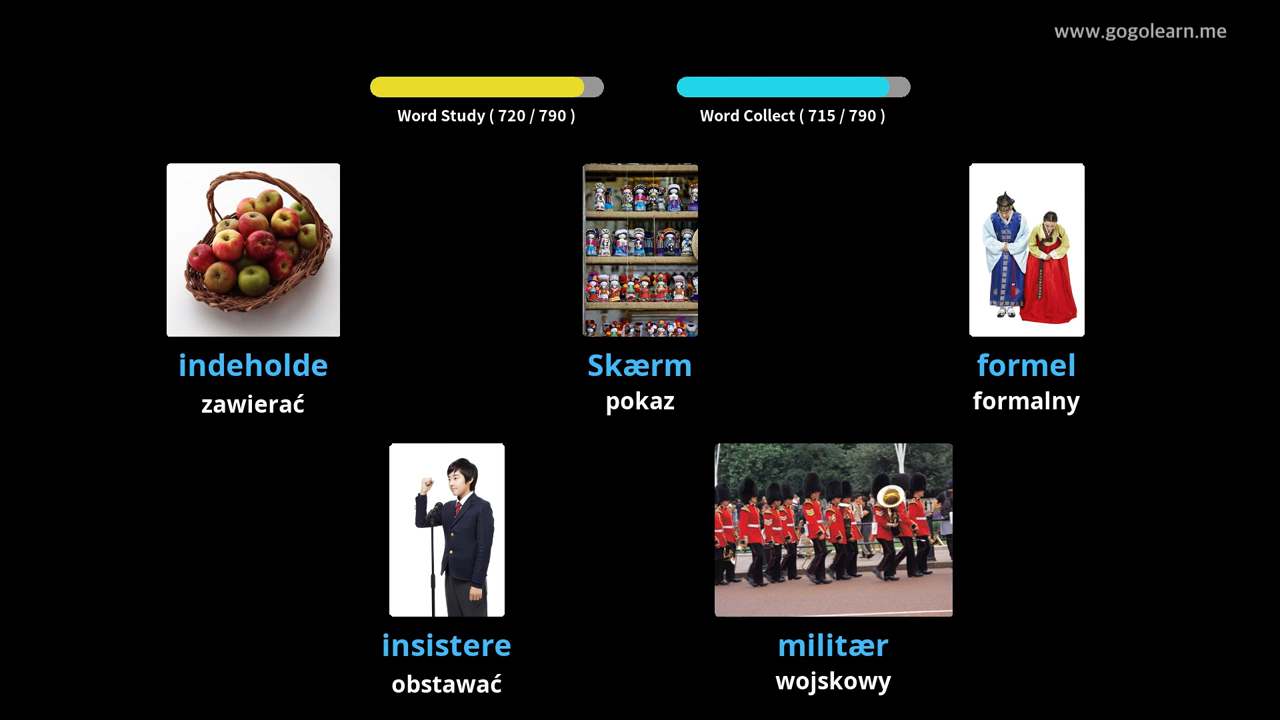 www.gogolearn.me
Word Study ( 720 / 790 )
Word Collect ( 715 / 790 )
indeholde
zawierać
Skærm
pokaz
formel
formalny
insistere
obstawać
militær
wojskowy